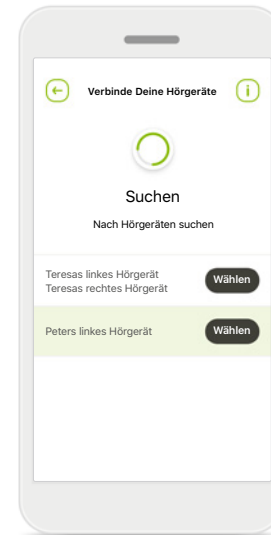 Verbinde Deine Hörgeräte
i
Suchen
Nach Hörgeräten suchen
Teresas linkes Hörgerät
Teresas rechtes Hörgerät
Wählen
Peters linkes Hörgerät
Wählen